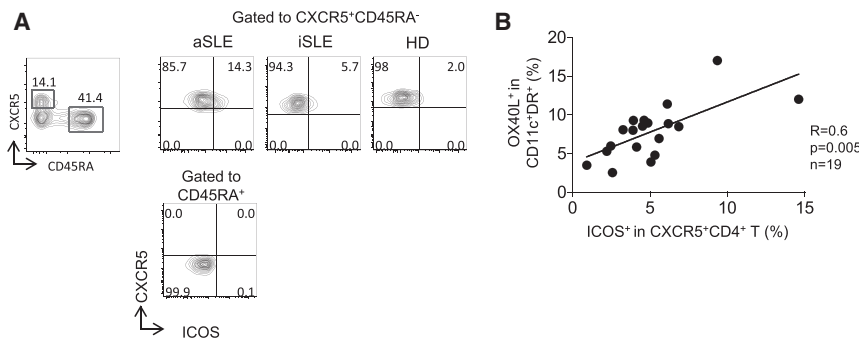 A
Gated to CXCR5⁺CD45RA⁻
aSLE
iSLE
HD
14.1
41.4
CXCR5
CD45RA
85.7
14.3
0.0
0.0
94.3
5.7
0.0
0.0
98
2.0
0.0
0.0
Gated to
CD45RA⁺
0.0
0.0
99.9
0.1
CXCR5
ICOS
B
OX40L⁺ in
CD11c⁺DR⁺ (%)
20
15
10
5
0
0
5
10
15
ICOS⁺ in CXCR5⁺CD4⁺ T (%)
R=0.6
p=0.005
n=19